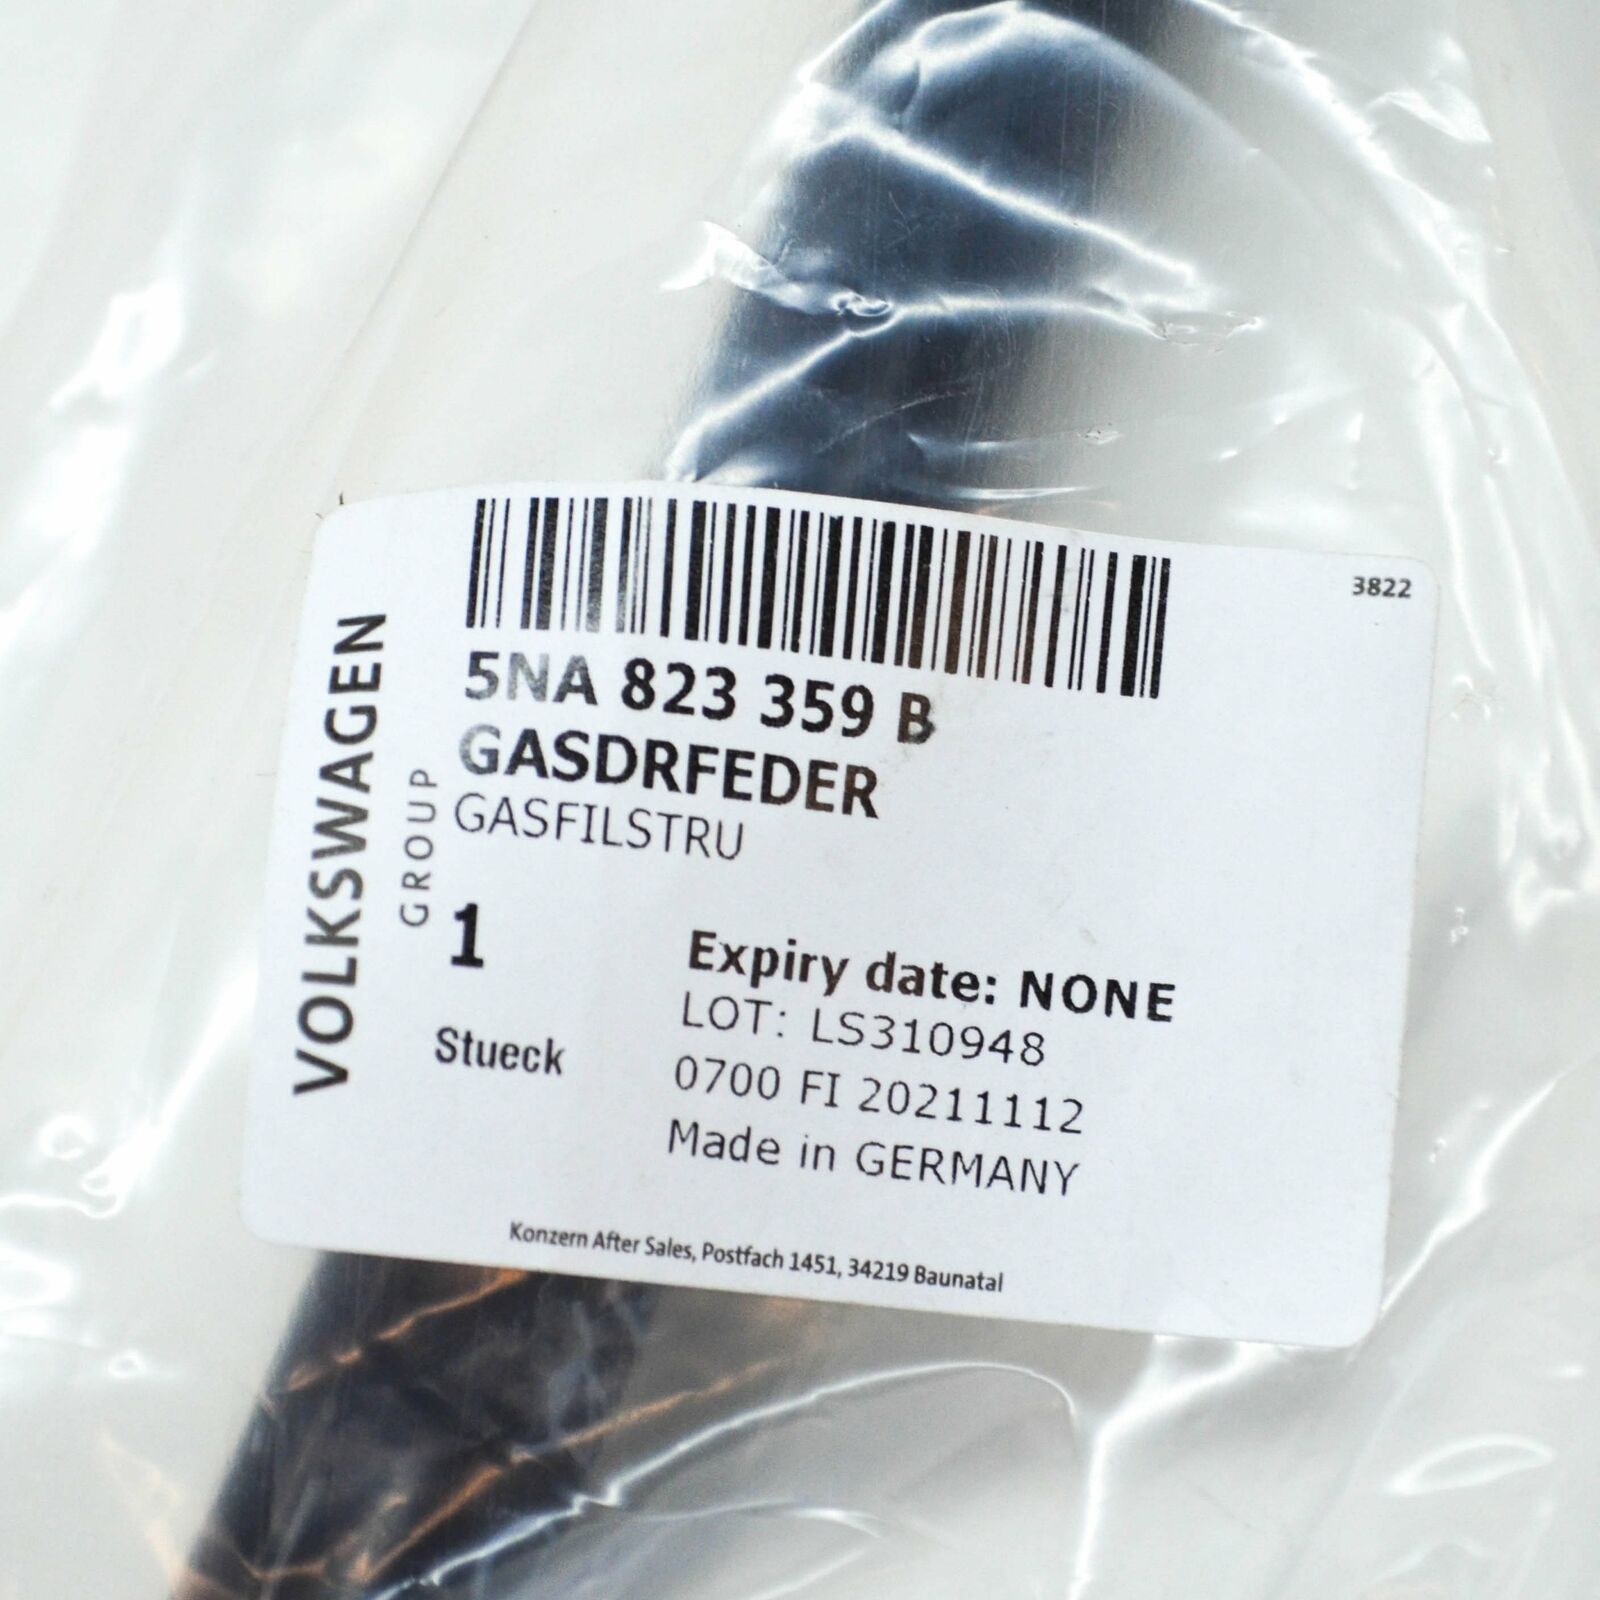 3822
VOLKSWAGEN
GROUP
5NA 823 359 B
GASDRFEDER
GASFILSTRU
1
Stueck
Expiry date: NONE
LOT: LS310948
0700 FI 20211112
Made in GERMANY
Konzern After Sales, Postfach 1451, 34219 Baunatal